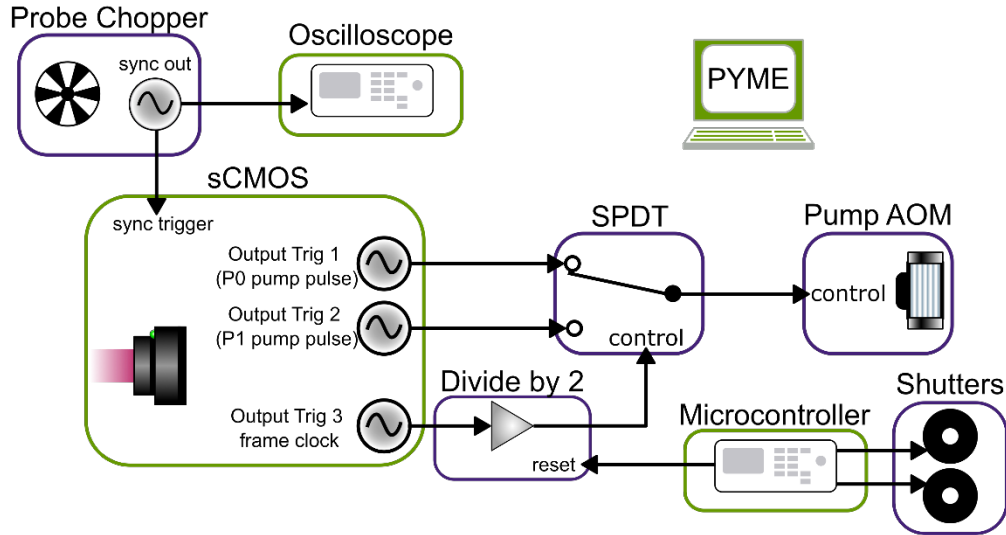 Probe Chopper
sync out
Oscilloscope
PYME
sCMOS
sync trigger
Output Trig 1
(P0 pump pulse)
Output Trig 2
(P1 pump pulse)
Output Trig 3
frame clock
SPDT
control
Pump AOM
control
Divide by 2
reset
Microcontroller
Shutters